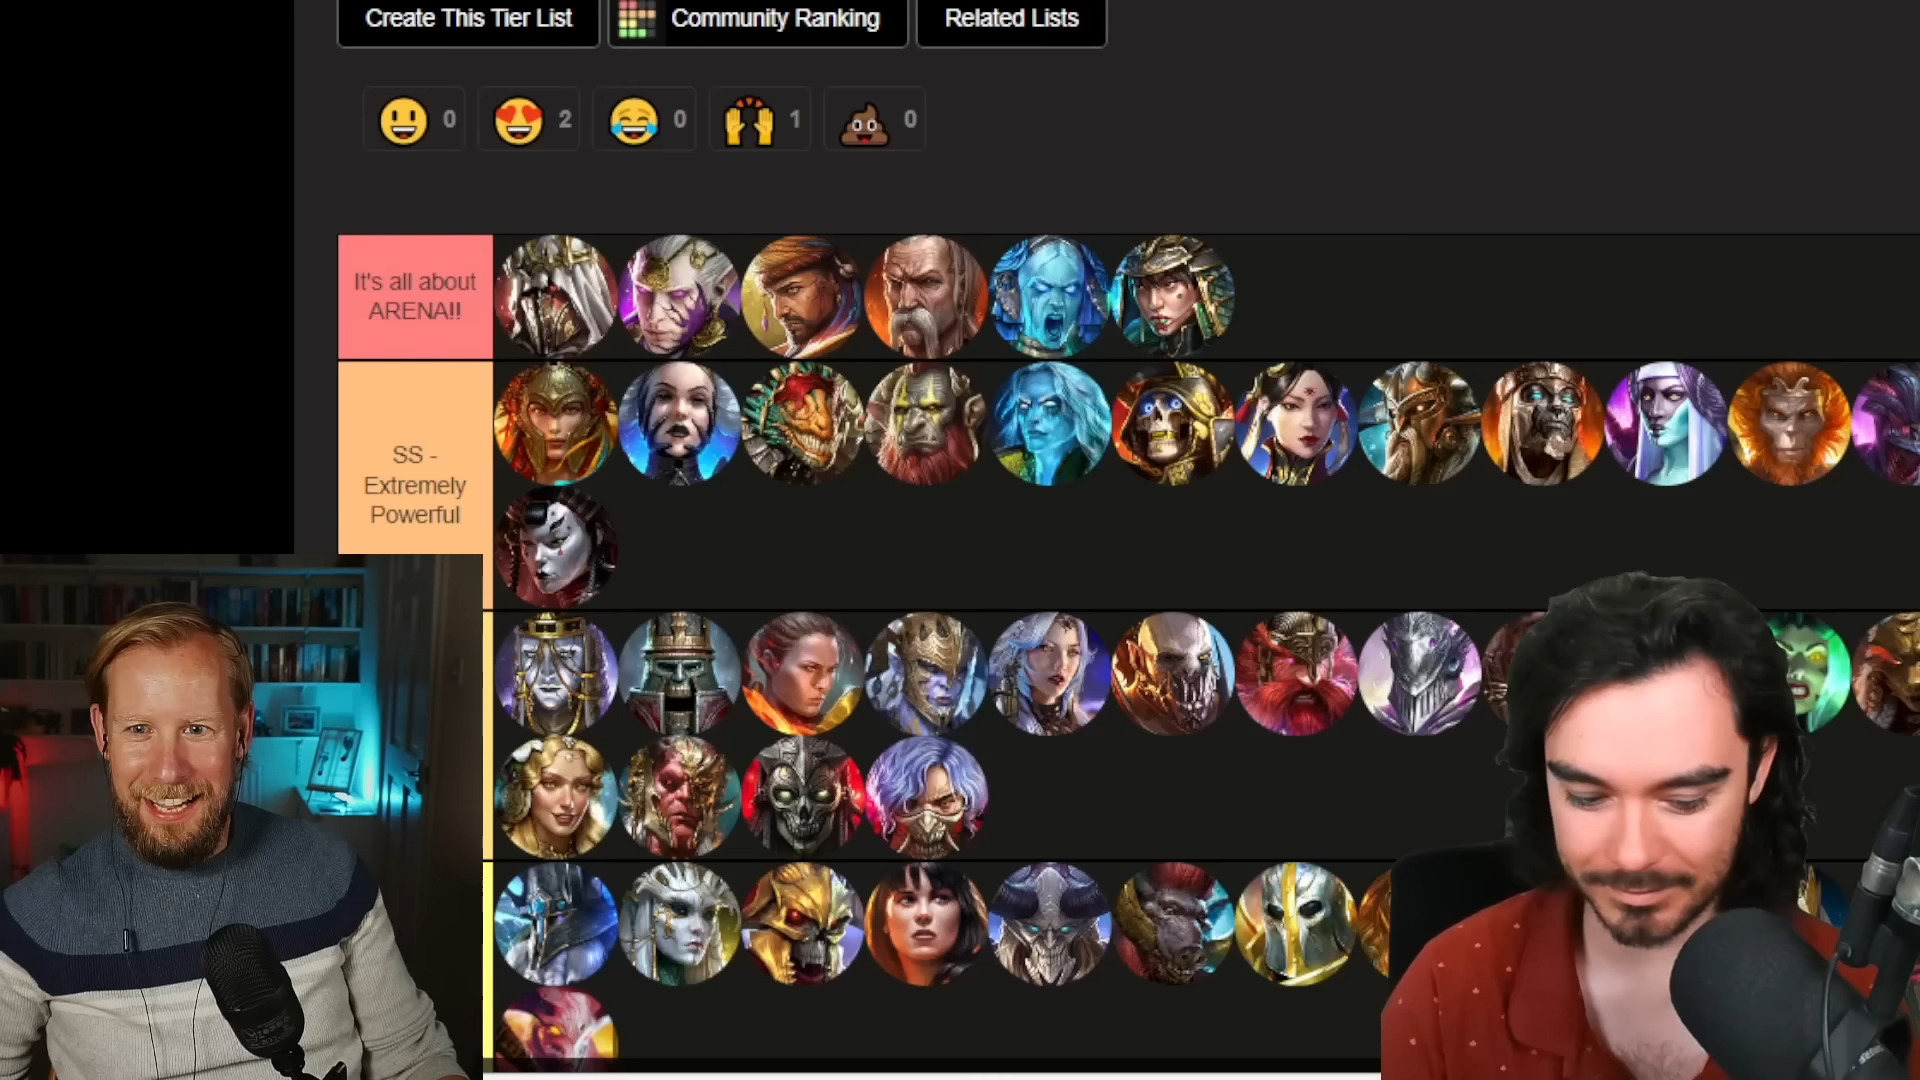 Create This Tier List
Community Ranking
Related Lists
0
2
0
1
0
It's all about
ARENA!!
SS -
Extremely
Powerful